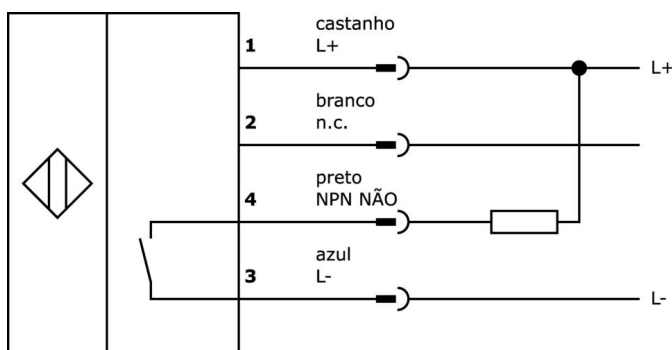 castanho
1 L+
L+
branco
2 n.c.
preto
4 NPN NÃO
azul
3 L-
L-